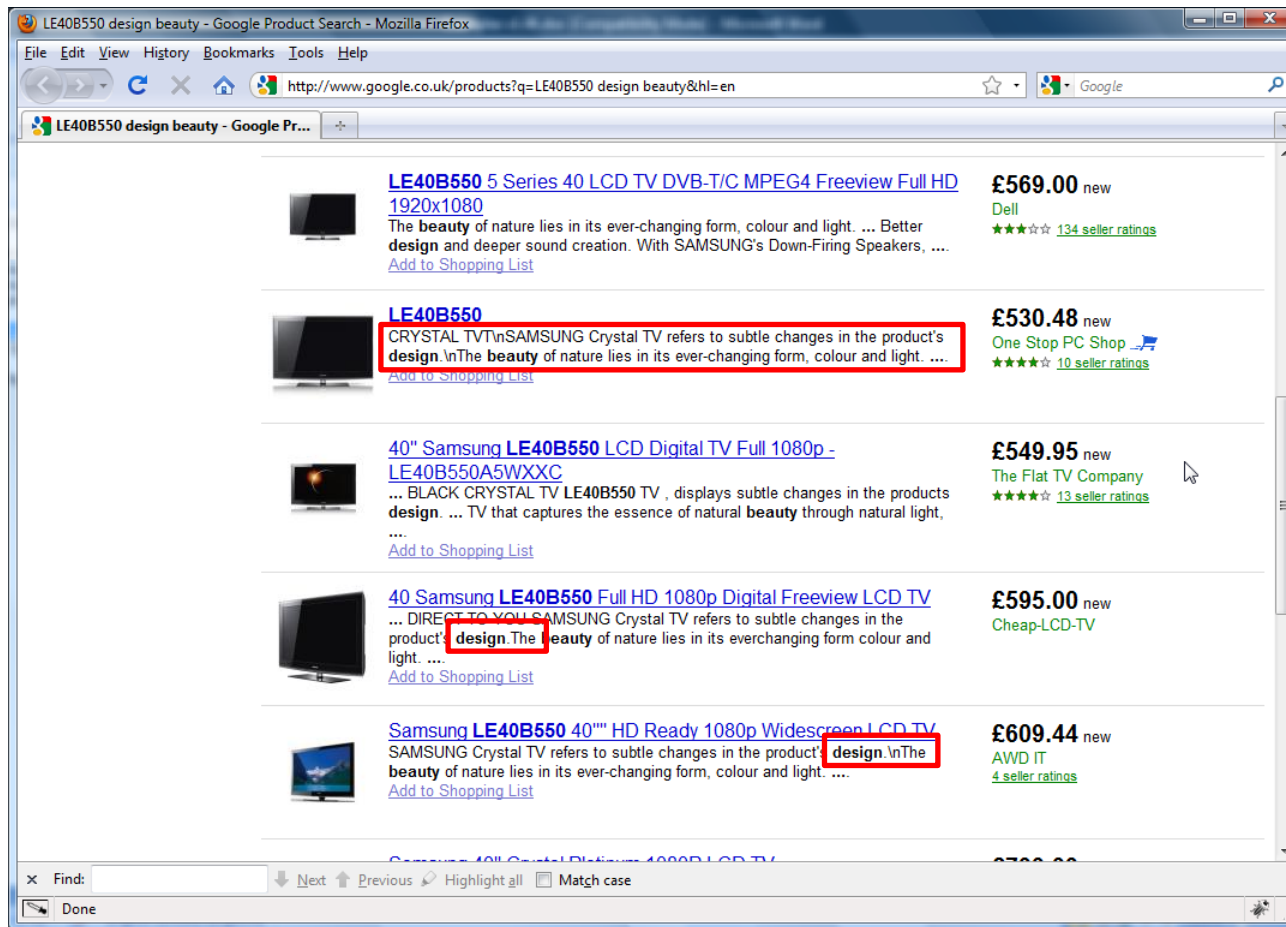 LE40B550 design beauty - Google Product Search - Mozilla Firefox
File Edit View History Bookmarks Tools Help
http://www.google.co.uk/products?q=LE40B550 design beauty&hl=en
Google
LE40B550 design beauty - Google Pr...
LE40B550 5 Series 40 LCD TV DVB-T/C MPEG4 Freeview Full HD
1920x1080
The beauty of nature lies in its ever-changing form, colour and light. ... Better
design and deeper sound creation. With SAMSUNG's Down-Firing Speakers, ....
Add to Shopping List
£569.00 new
Dell
134 seller ratings
LE40B550
CRYSTAL TVT\nSAMSUNG Crystal TV refers to subtle changes in the product's
design.\nThe beauty of nature lies in its ever-changing form, colour and light. ....
Add to Shopping List
£530.48 new
One Stop PC Shop
10 seller ratings
40" Samsung LE40B550 LCD Digital TV Full 1080p -
LE40B550A5WXXC
... BLACK CRYSTAL TV LE40B550 TV , displays subtle changes in the products
design. ... TV that captures the essence of natural beauty through natural light,
....
Add to Shopping List
£549.95 new
The Flat TV Company
13 seller ratings
40 Samsung LE40B550 Full HD 1080p Digital Freeview LCD TV
... DIRECT TO YOU SAMSUNG Crystal TV refers to subtle changes in the
product's design.The beauty of nature lies in its everchanging form colour and
light. ....
Add to Shopping List
£595.00 new
Cheap-LCD-TV
Samsung LE40B550 40"" HD Ready 1080p Widescreen LCD TV
SAMSUNG Crystal TV refers to subtle changes in the product's design.\nThe
beauty of nature lies in its ever-changing form, colour and light. ....
Add to Shopping List
£609.44 new
AWD IT
4 seller ratings
Samsung 40" Crystal Platinum 1080P LCD TV
Find:
Next Previous Highlight all Match case
Done